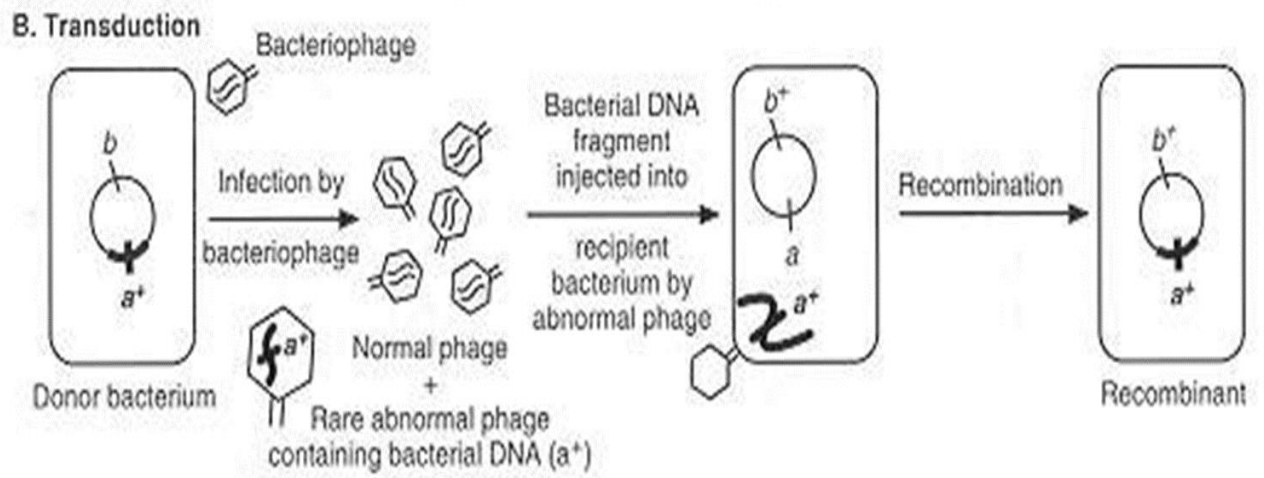 B. Transduction
Bacteriophage
b
a⁺
Donor bacterium
Infection by
bacteriophage
a⁺
Normal phage
+
Rare abnormal phage
containing bacterial DNA (a⁺)
Bacterial DNA
fragment
injected into
recipient
bacterium by
abnormal phage
b⁺
a
a⁺
Recombination
b⁺
a⁺
Recombinant